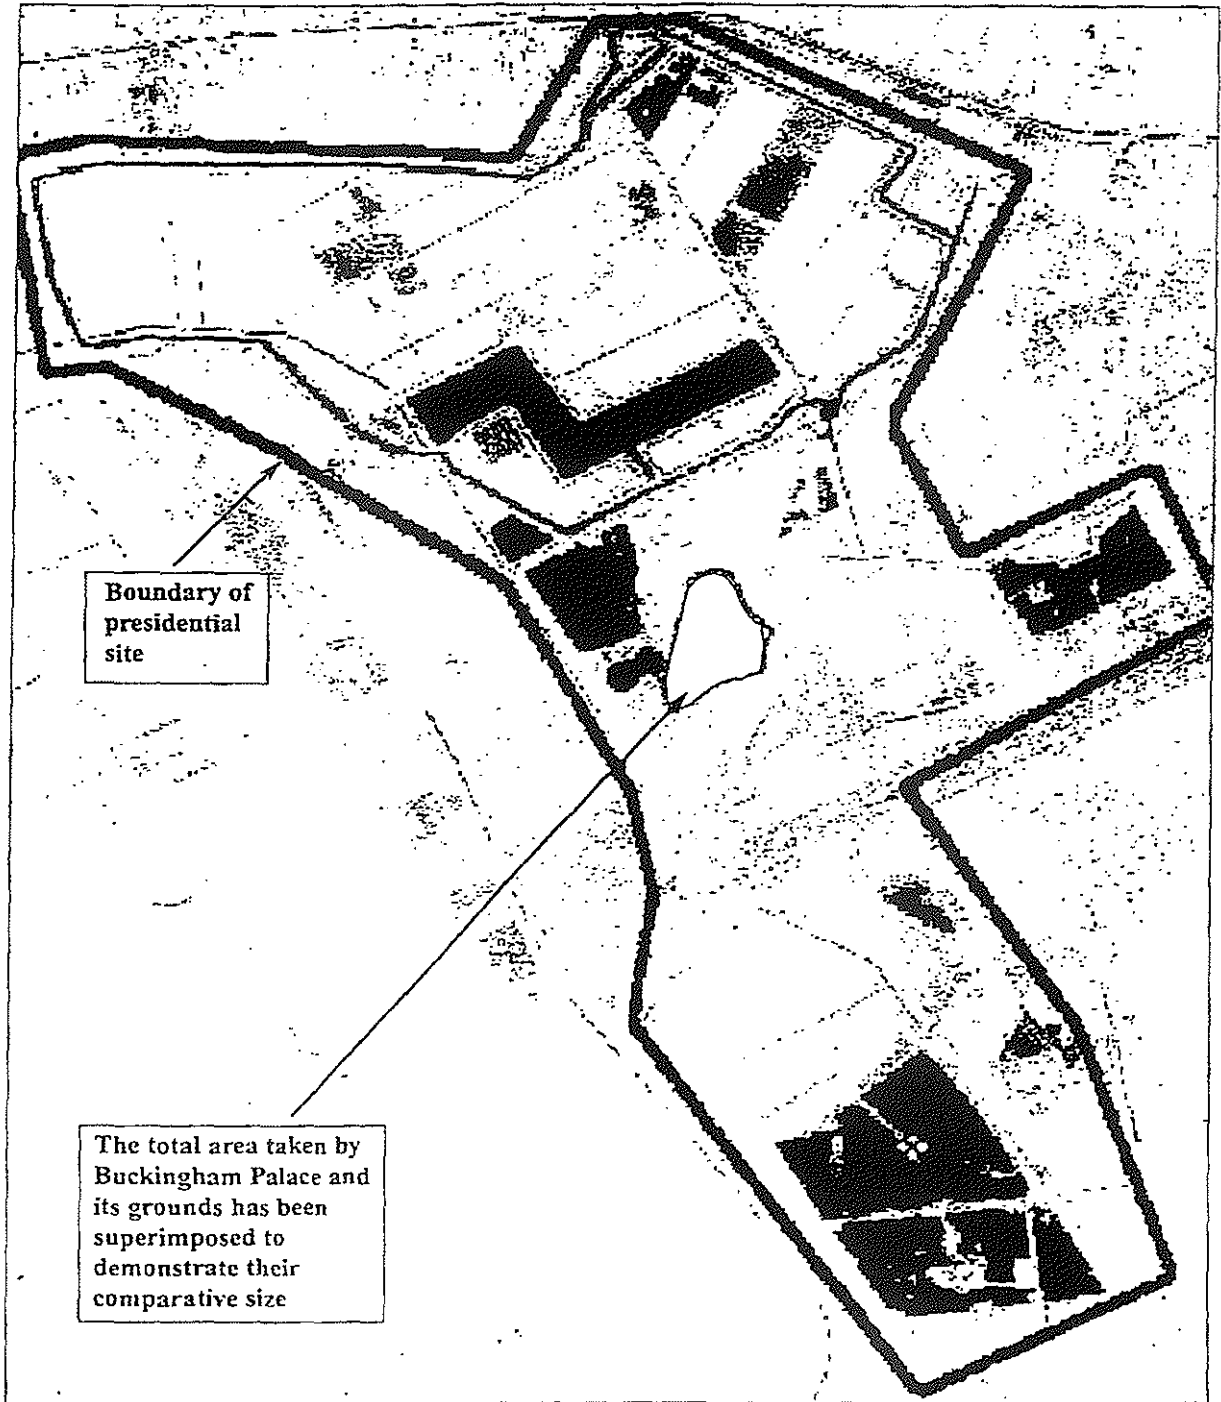 Boundary of
presidential
site
The total area taken by
Buckingham Palace and
its grounds has been
superimposed to
demonstrate their
comparative size